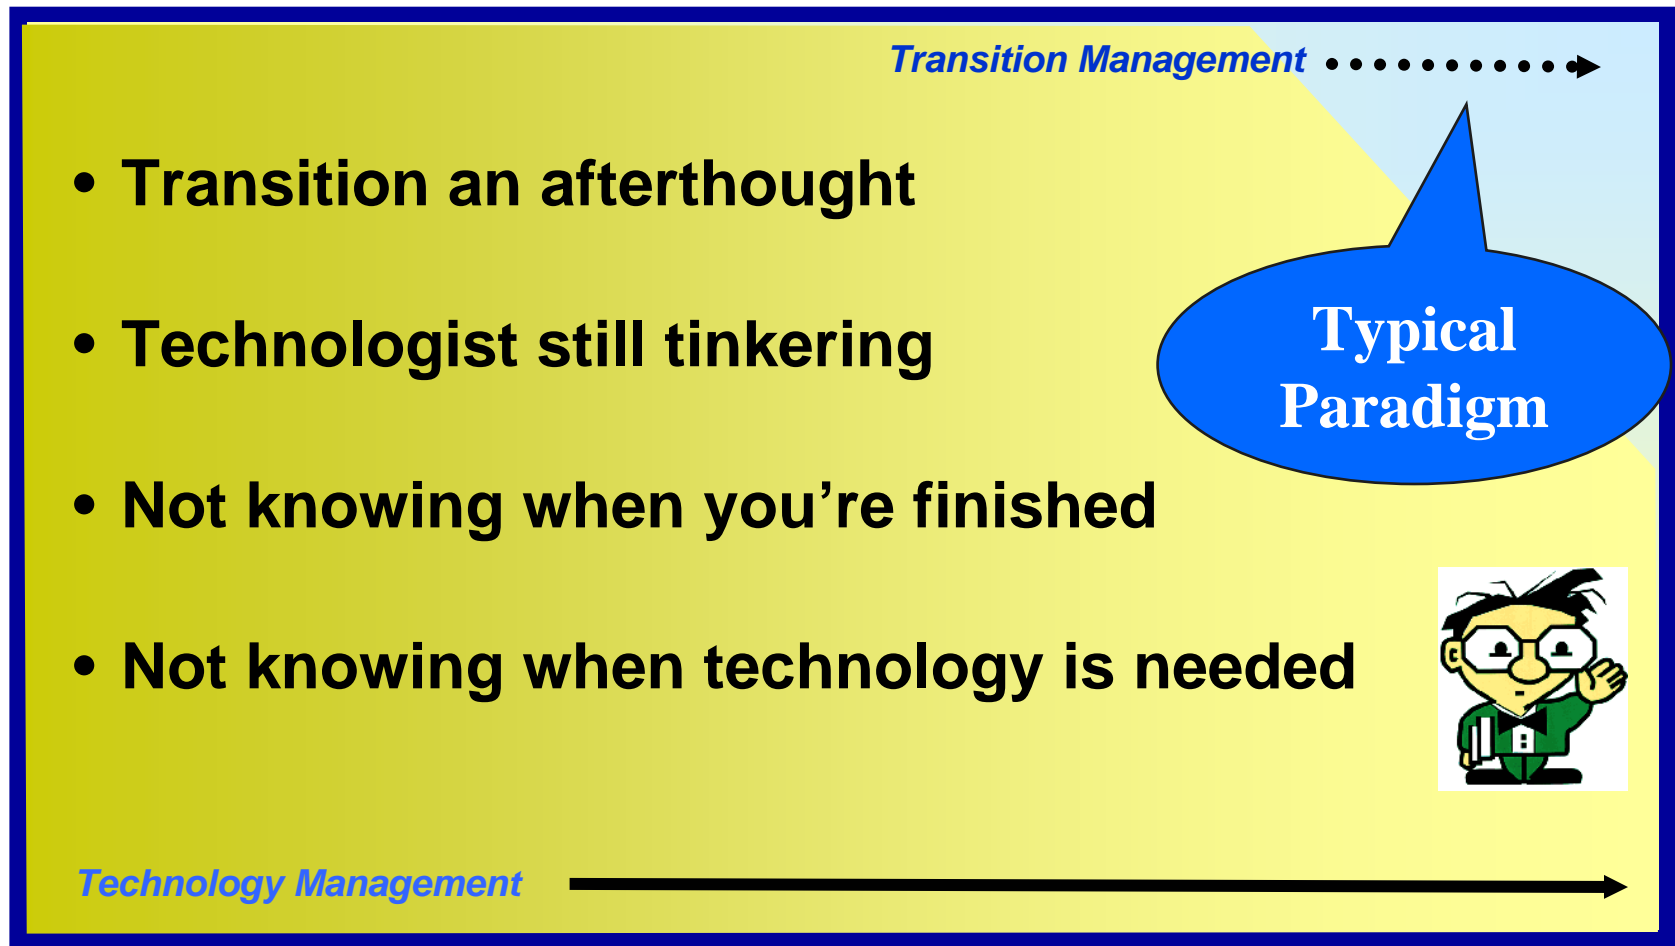 Transition Management
• Transition an afterthought
• Technologist still tinkering
• Not knowing when you’re finished
• Not knowing when technology is needed
Typical
Paradigm
Technology Management